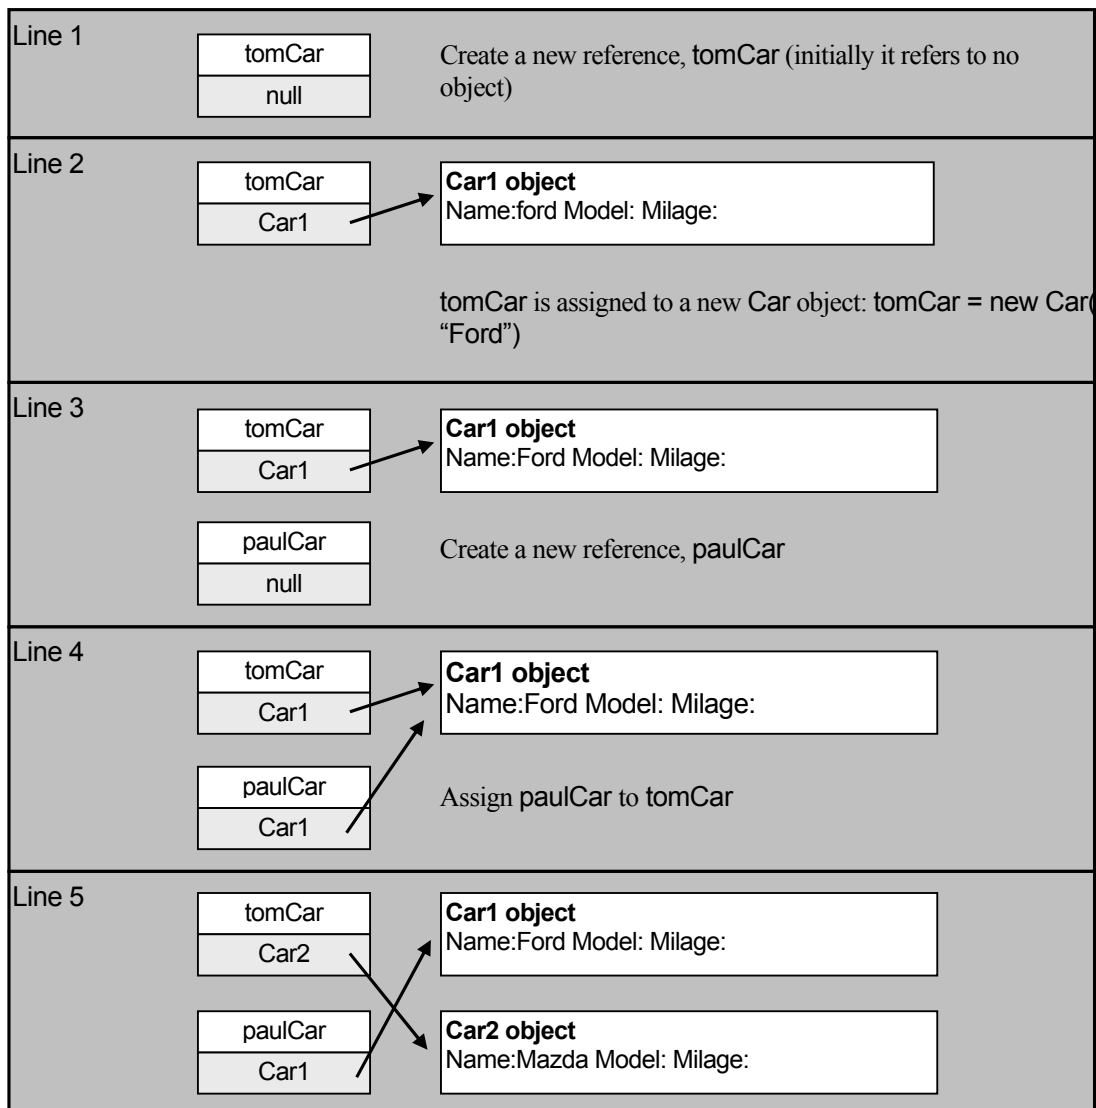 Line 1
tomCar
null
Create a new reference, tomCar (initially it refers to no
object)
Line 2
tomCar
Car1
Car1 object
Name:ford Model: Milage:
tomCar is assigned to a new Car object: tomCar = new Car(
“Ford”)
Line 3
tomCar
Car1
Car1 object
Name:Ford Model: Milage:
paulCar
null
Create a new reference, paulCar
Line 4
tomCar
Car1
Car1 object
Name:Ford Model: Milage:
paulCar
Car1
Assign paulCar to tomCar
Line 5
tomCar
Car2
Car1 object
Name:Ford Model: Milage:
paulCar
Car1
Car2 object
Name:Mazda Model: Milage: